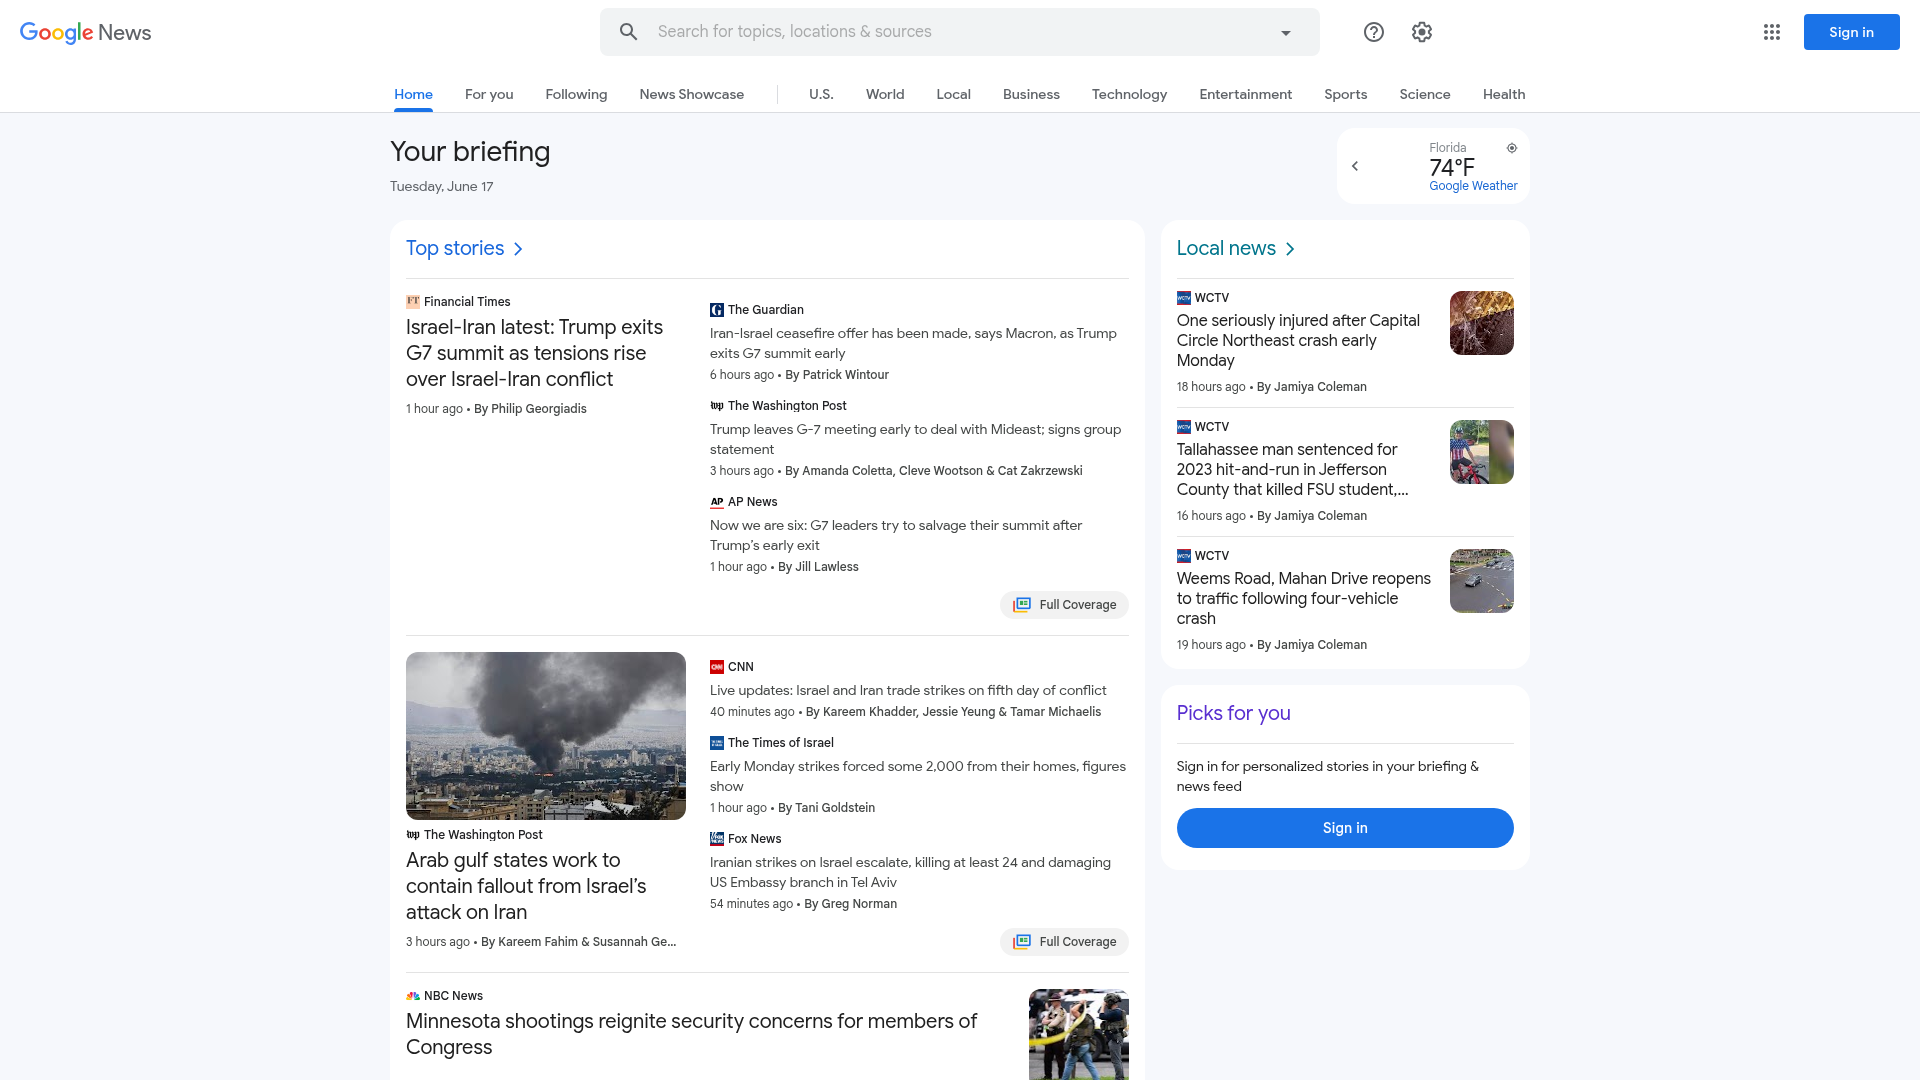 Google News
Search for topics, locations & sources
Sign in
Home
For you
Following
News Showcase
U.S.
World
Local
Business
Technology
Entertainment
Sports
Science
Health
Your briefing
Tuesday, June 17
Florida
74°F
Google Weather
Top stories
FT Financial Times
Israel-Iran latest: Trump exits
G7 summit as tensions rise
over Israel-Iran conflict
1 hour ago • By Philip Georgiadis
The Guardian
Iran-Israel ceasefire offer has been made, says Macron, as Trump
exits G7 summit early
6 hours ago • By Patrick Wintour
wp The Washington Post
Trump leaves G-7 meeting early to deal with Mideast; signs group
statement
3 hours ago • By Amanda Coletta, Cleve Wootson & Cat Zakrzewski
AP AP News
Now we are six: G7 leaders try to salvage their summit after
Trump’s early exit
1 hour ago • By Jill Lawless
Full Coverage
wp The Washington Post
Arab gulf states work to
contain fallout from Israel’s
attack on Iran
3 hours ago • By Kareem Fahim & Susannah Ge...
CNN CNN
Live updates: Israel and Iran trade strikes on fifth day of conflict
40 minutes ago • By Kareem Khadder, Jessie Yeung & Tamar Michaelis
The Times of Israel
Early Monday strikes forced some 2,000 from their homes, figures
show
1 hour ago • By Tani Goldstein
Fox News
Iranian strikes on Israel escalate, killing at least 24 and damaging
US Embassy branch in Tel Aviv
54 minutes ago • By Greg Norman
Full Coverage
NBC News
Minnesota shootings reignite security concerns for members of
Congress
Local news
WCTV WCTV
One seriously injured after Capital
Circle Northeast crash early
Monday
18 hours ago • By Jamiya Coleman
WCTV WCTV
Tallahassee man sentenced for
2023 hit-and-run in Jefferson
County that killed FSU student,...
16 hours ago • By Jamiya Coleman
WCTV WCTV
Weems Road, Mahan Drive reopens
to traffic following four-vehicle
crash
19 hours ago • By Jamiya Coleman
Picks for you
Sign in for personalized stories in your briefing &
news feed
Sign in